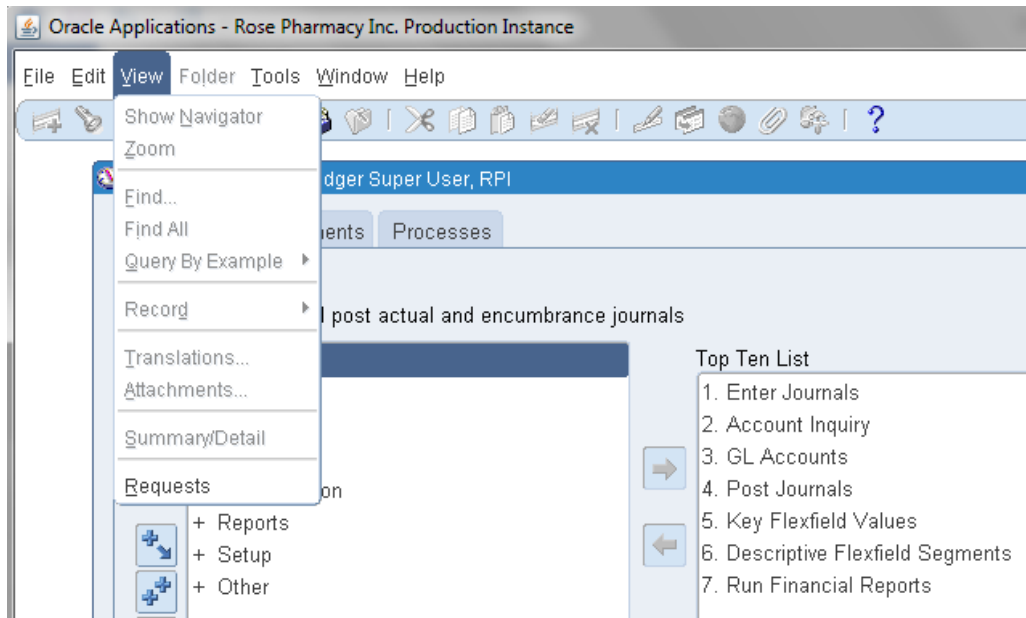 Oracle Applications - Rose Pharmacy Inc. Production Instance
File Edit View Folder Tools Window Help
Show Navigator
Zoom
Find...
Find All
Query By Example
Record
Translations...
Attachments...
Summary/Detail
Requests
dger Super User, RPI
ents Processes
post actual and encumbrance journals
on
+ Reports
+ Setup
+ Other
Top Ten List
1. Enter Journals
2. Account Inquiry
3. GL Accounts
4. Post Journals
5. Key Flexfield Values
6. Descriptive Flexfield Segments
7. Run Financial Reports